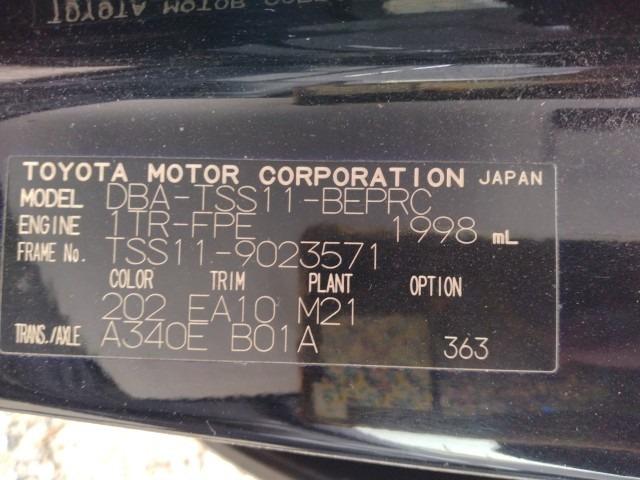 TOYOTA MOTOR CORPORATION JAPAN
MODEL DBA-TSS11-BEPRC
ENGINE 1TR-FPE 1998 mL
FRAME No. TSS11-9023571
COLOR TRIM PLANT OPTION
202 EA10 M21
TRANS./AXLE A340E B01A 363